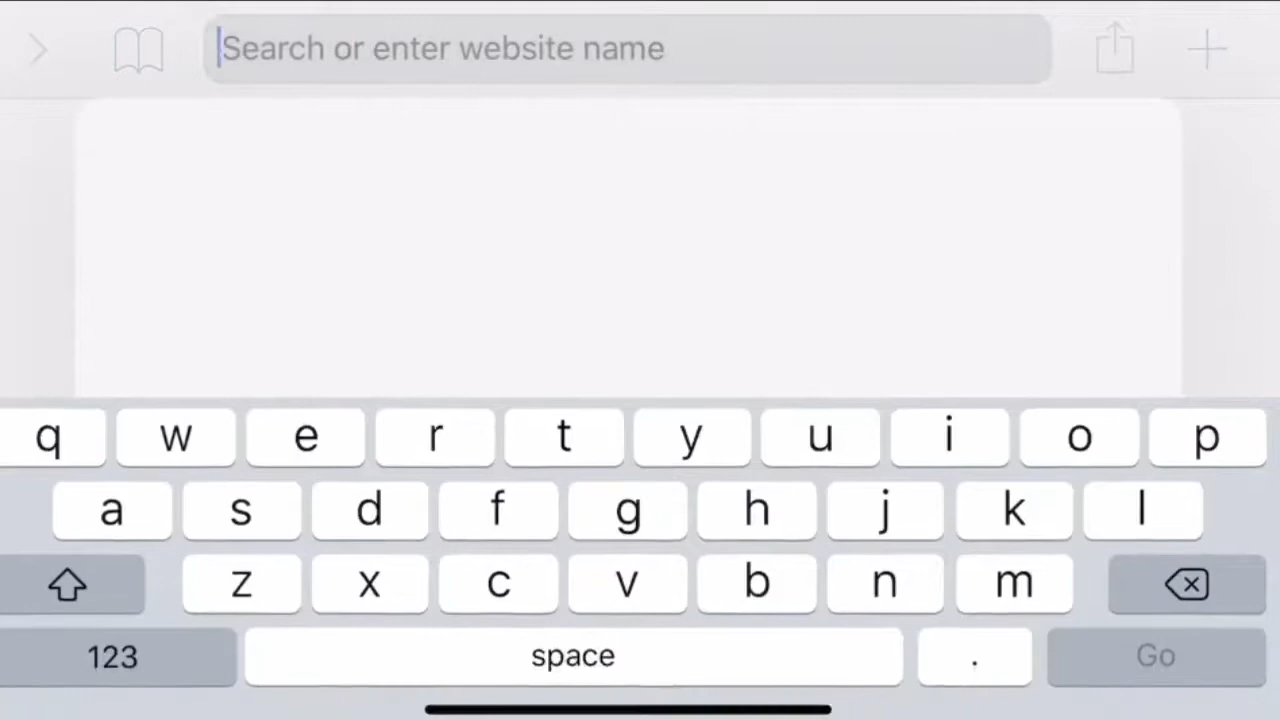 Search or enter website name
q w e r t y u i o p
a s d f g h j k l
z x c v b n m
123 space . Go